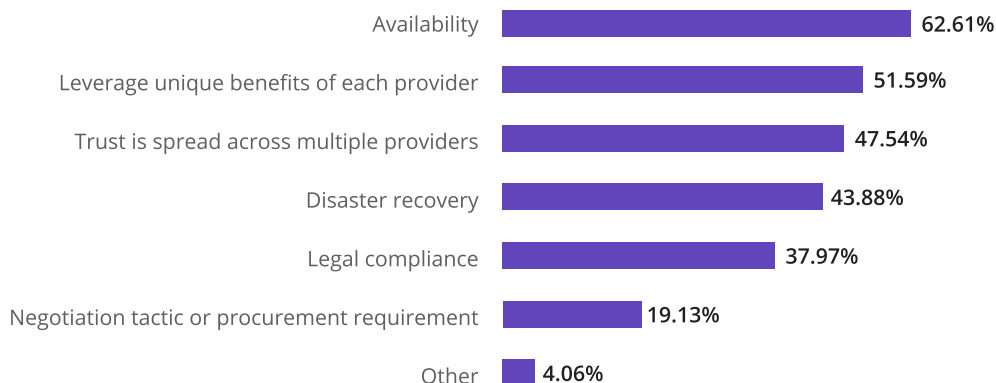 Availability 62.61%
Leverage unique benefits of each provider 51.59%
Trust is spread across multiple providers 47.54%
Disaster recovery 43.88%
Legal compliance 37.97%
Negotiation tactic or procurement requirement 19.13%
Other 4.06%